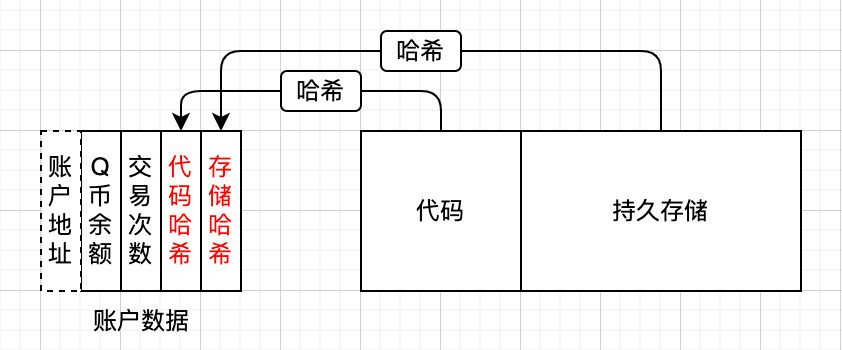 哈希
哈希
账户地址
Q币余额
交易次数
代码哈希
存储哈希
代码
持久存储
账户数据